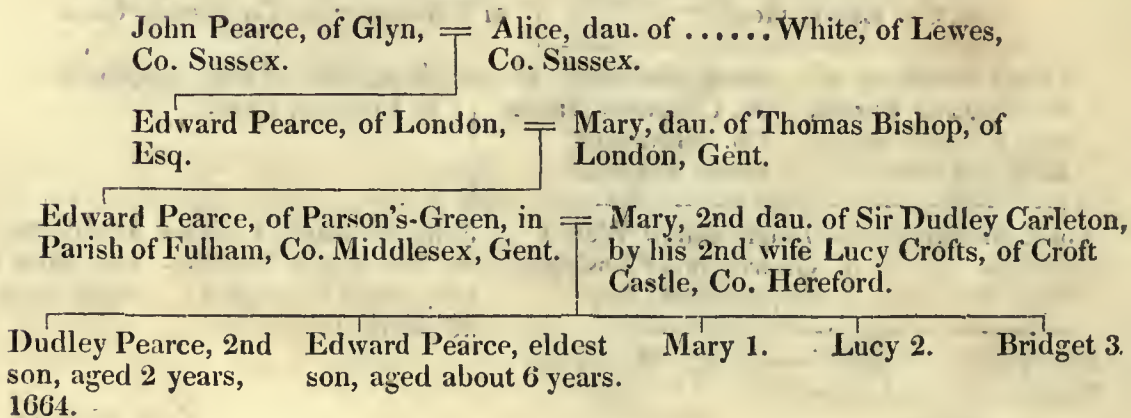 John Pearce, of Glyn, = Alice, dau. of ...... White, of Lewes,
Co. Sussex. Co. Sussex.
Edward Pearce, of London, = Mary, dau. of Thomas Bishop, of
Esq. London, Gent.
Edward Pearce, of Parson's-Green, in = Mary, 2nd dau. of Sir Dudley Carleton,
Parish of Fulham, Co. Middlesex, Gent. by his 2nd wife Lucy Crofts, of Croft
Castle, Co. Hereford.
Dudley Pearce, 2nd Edward Pearce, eldest Mary 1. Lucy 2. Bridget 3.
son, aged 2 years, son, aged about 6 years.
1664.